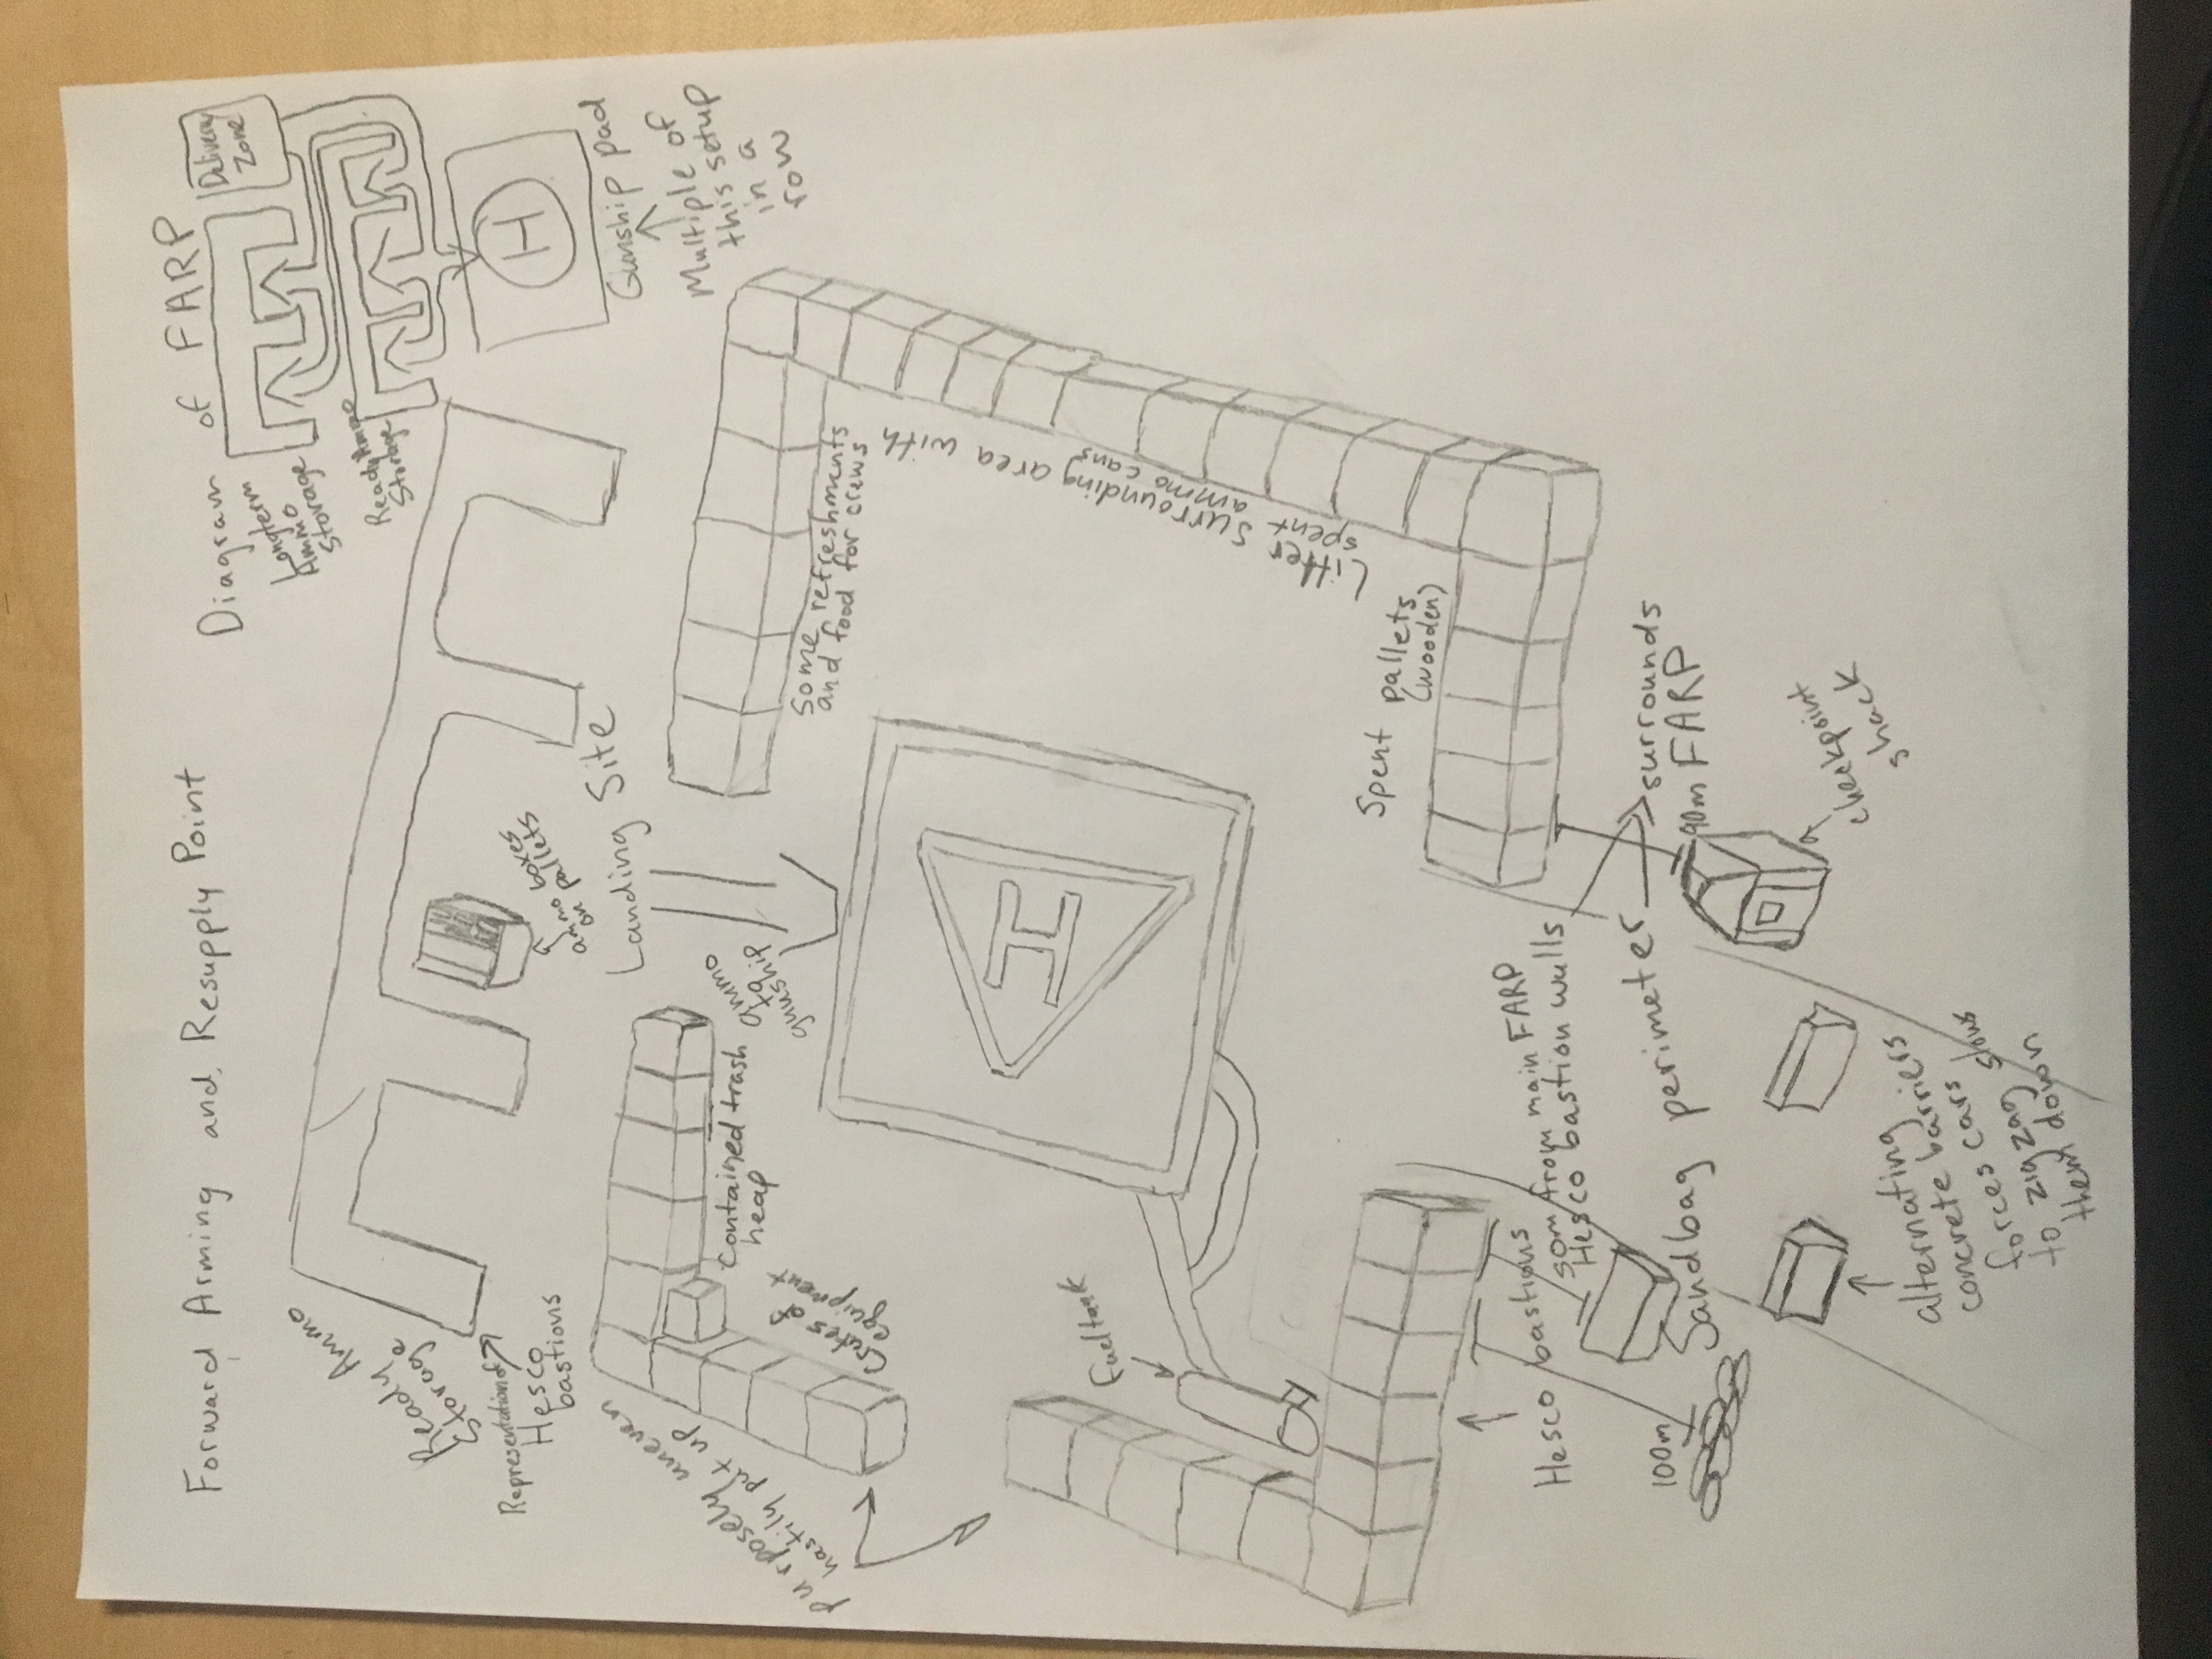 Forward Arming and Resupply Point
Diagram of FARP
Delivery
Zone
Longterm
Ammo
Storage
Ready Ammo
Storage
H
Gunship pad
Multiple of
this setup
in a
row
Ready Ammo
Storage
Representation of
Hesco
bastions
ammo boxes
on pallets
Landing Site
purposely uneven
hastily put up
contained trash
heap
Crates of
equipment
ammo
to
gunship
some refreshments
and food for crews
H
Litter surrounding area with
spent ammo cans
Fueltank
Spent pallets
(wooden)
Hesco bastions
50m from main FARP
Hesco bastion walls
100m
Sandbag perimeter
surrounds
90m FARP
checkpoint
shack
alternating
concrete barriers
forces cars
to zigzag slows
them down